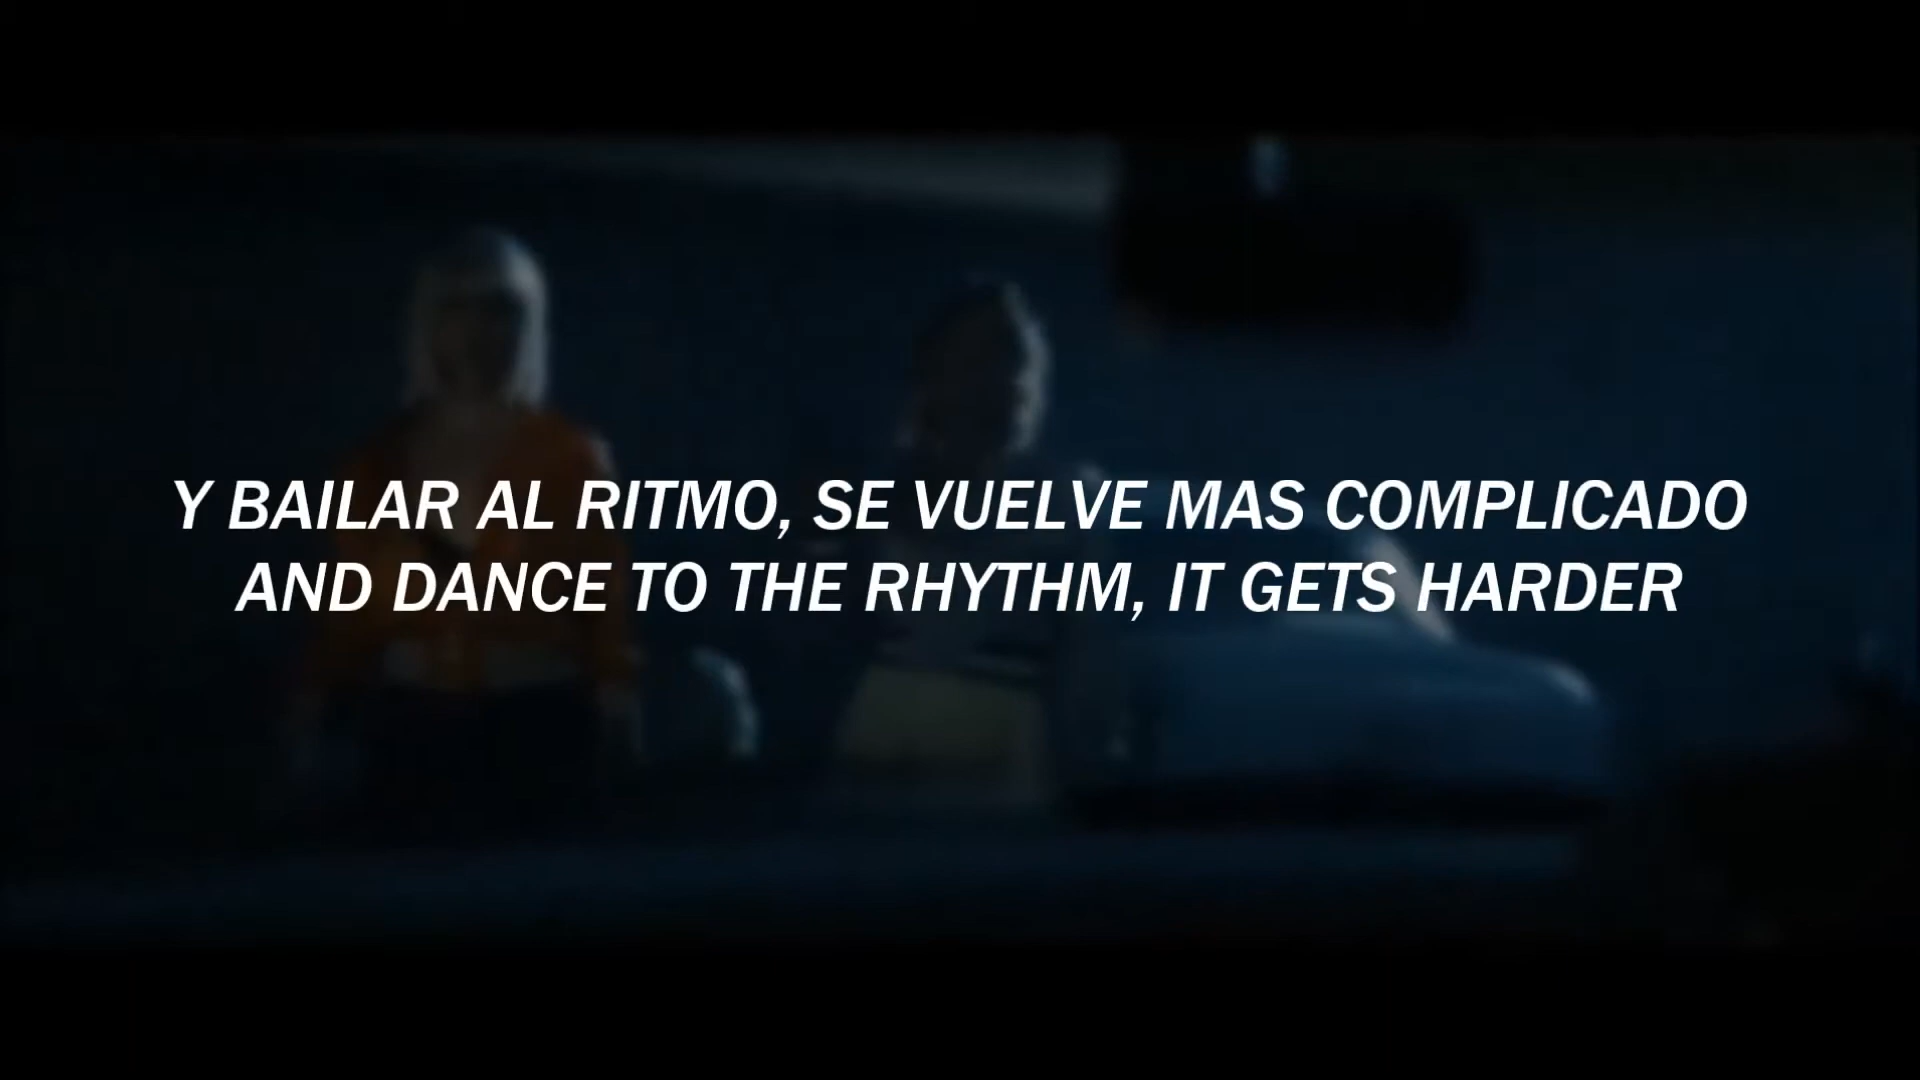 Y BAILAR AL RITMO, SE VUELVE MAS COMPLICADO
AND DANCE TO THE RHYTHM, IT GETS HARDER